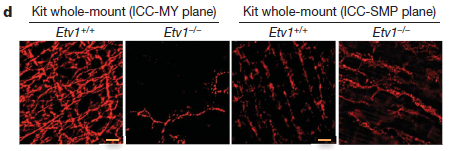 d
Kit whole-mount (ICC-MY plane) Kit whole-mount (ICC-SMP plane)
Etv1+/+ Etv1–/– Etv1+/+ Etv1–/–